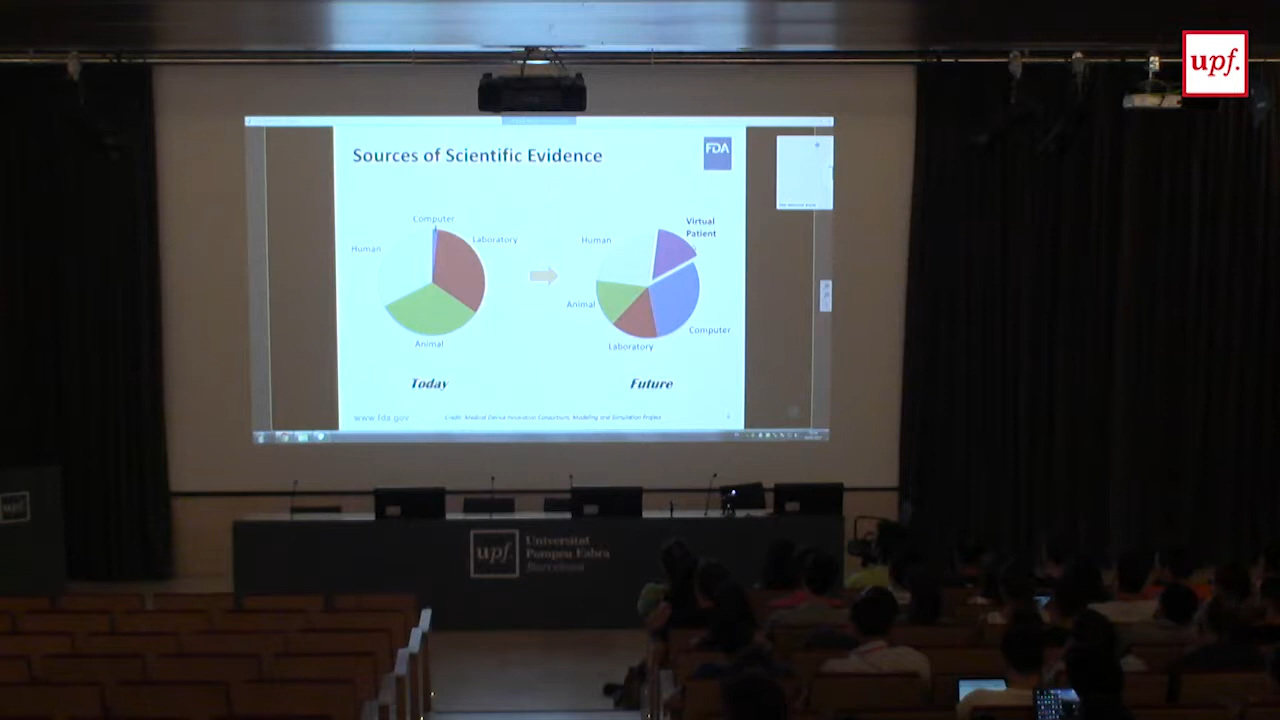 upf.
Sources of Scientific Evidence
FDA
Computer
Laboratory
Human
Animal
Today
Human
Virtual
Patient
Animal
Computer
Laboratory
Future
www.fda.gov
Credit: Medical Device Innovation Consortium, Modeling and Simulation Project
upf.
Universitat
Pompeu Fabra
Barcelona
upf.